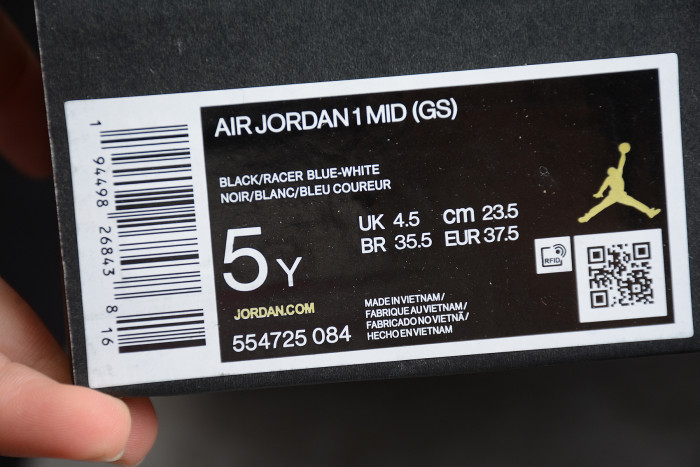 AIR JORDAN 1 MID (GS)
BLACK/RACER BLUE-WHITE
NOIR/BLANC/BLEU COUREUR
5 Y
UK 4.5 cm 23.5
BR 35.5 EUR 37.5
RFID
JORDAN.COM
554725 084
MADE IN VIETNAM/
FABRIQUE AU VIETNAM/
FABRICADO NO VIETNÃ/
HECHO EN VIETNAM
1 94498 26843 8 16